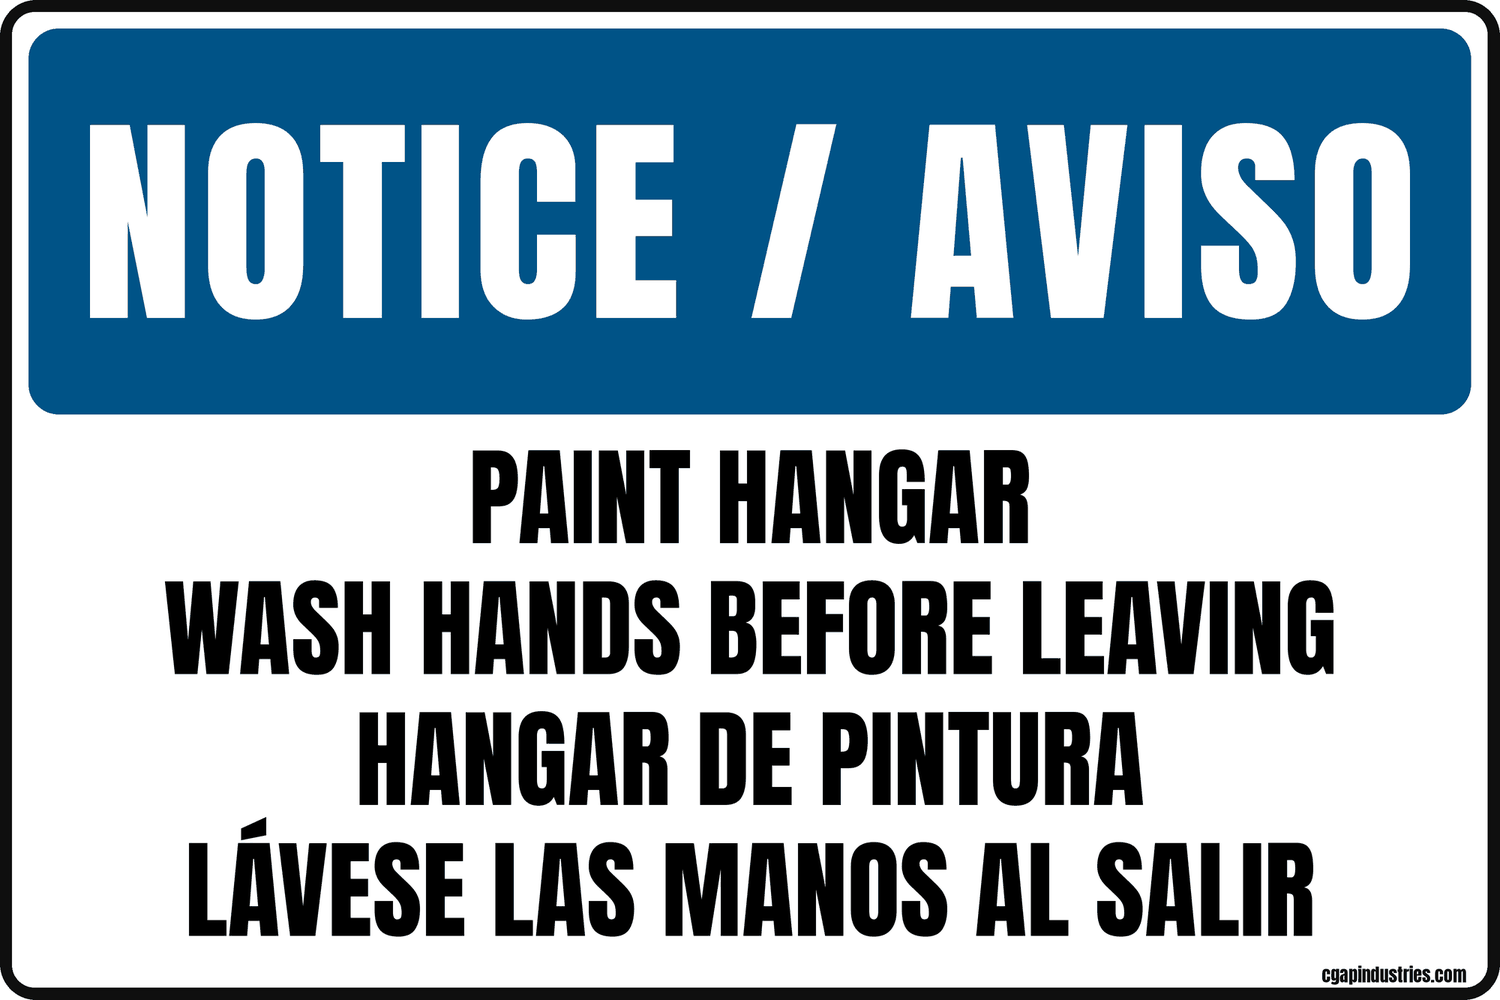 NOTICE / AVISO
PAINT HANGAR
WASH HANDS BEFORE LEAVING
HANGAR DE PINTURA
LÁVESE LAS MANOS AL SALIR
cgapindustries.com